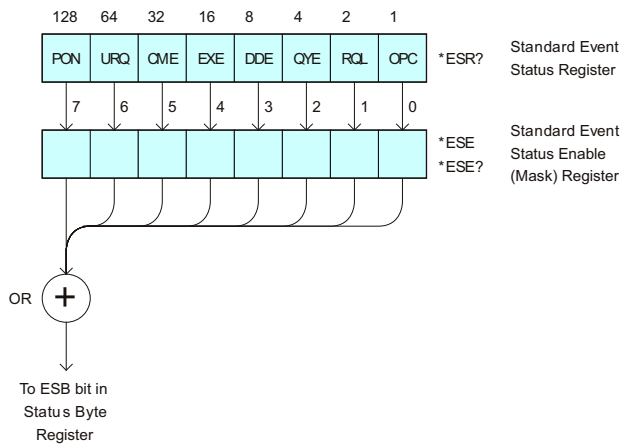 128 64 32 16 8 4 2 1
PON URQ CME EXE DDE QYE RQL OPC
*ESR?
Standard Event
Status Register
7 6 5 4 3 2 1 0
*ESE
*ESE?
Standard Event
Status Enable
(Mask) Register
OR
+
To ESB bit in
Status Byte
Register